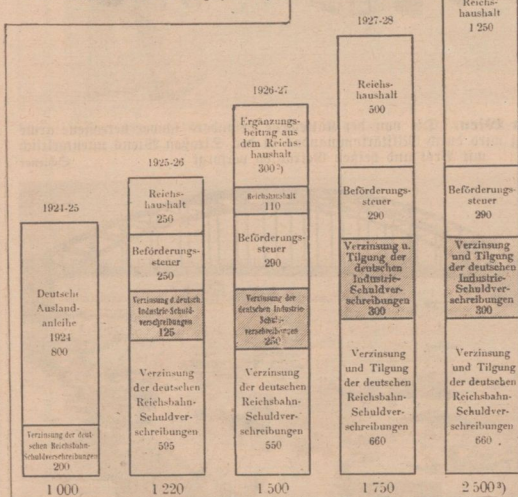 1924-25
Deutsche
Ausland-
anleihe
1924
800
Verzinsung der deut-
schen Reichsbahn-
Schuldverschreibungen
200
1 000
1925-26
Reichs-
haushalt
250
Beförderungs-
steuer
250
Verzinsung d. deutsch.
Industrie-Schuld-
verschreibungen
125
Verzinsung
der deutschen
Reichsbahn-
Schuldver-
schreibungen
595
1 220
1926-27
Ergänzungs-
beitrag aus
dem Reichs-
haushalt
300²)
Reichshaushalt
110
Beförderungs-
steuer
290
Verzinsung der
deutschen Industrie-
Schuld-
verschreibungen
250
Verzinsung
der deutschen
Reichsbahn-
Schuldver-
schreibungen
550
1 500
1927-28
Reichs-
haushalt
500
Beförderungs-
steuer
290
Verzinsung u.
Tilgung der
deutschen
Industrie-
Schuldver-
schreibungen
300
Verzinsung
und Tilgung
der deutschen
Reichsbahn-
Schuldver-
schreibungen
660
1 750
Reichs-
haushalt
1 250
Beförderungs-
steuer
290
Verzinsung
und Tilgung
der deutschen
Industrie-
Schuldver-
schreibungen
300
Verzinsung
und Tilgung
der deutschen
Reichsbahn-
Schuldver-
schreibungen
660
2 500³)